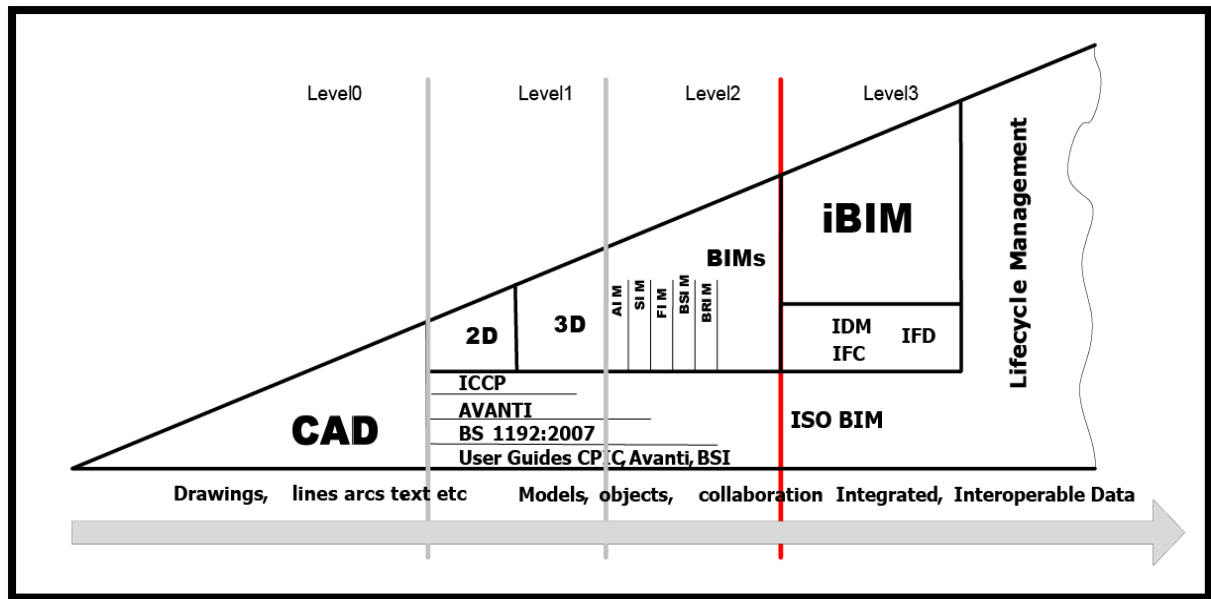 Level0
Level1
Level2
Level3
iBIM
BIMs
2D
3D
AIM
SIM
FIM
BSIM
BRIM
IDM
IFD
IFC
Lifecycle Management
CAD
ICCP
AVANTI
BS 1192:2007
User Guides CPIC, Avanti, BSI
ISO BIM
Drawings, lines arcs text etc Models, objects, collaboration Integrated, Interoperable Data